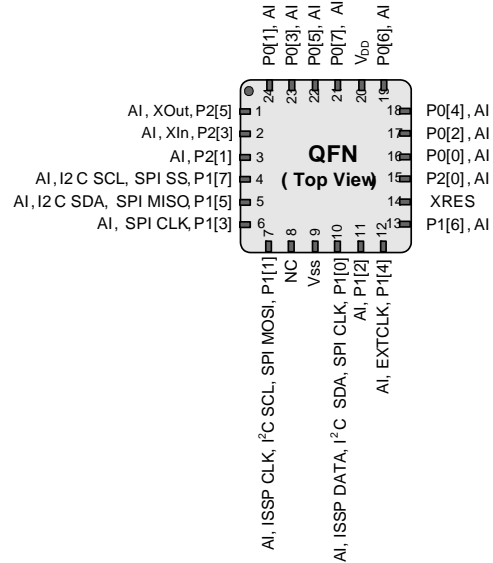 P0[1], AI
P0[3], AI
P0[5], AI
P0[7], AI
VDD
P0[6], AI
24
23
22
21
20
19
AI, XOut, P2[5]
1
AI, XIn, P2[3]
2
AI, P2[1]
3
AI, I2 C SCL, SPI SS, P1[7]
4
AI, I2 C SDA, SPI MISO, P1[5]
5
AI, SPI CLK, P1[3]
6
QFN
( Top View)
18
P0[4], AI
17
P0[2], AI
16
P0[0], AI
15
P2[0], AI
14
XRES
13
P1[6], AI
7
8
9
10
11
12
AI, ISSP CLK, I²C SCL, SPI MOSI, P1[1]
NC
Vss
AI, ISSP DATA, I²C SDA, SPI CLK, P1[0]
AI, P1[2]
AI, EXTCLK, P1[4]